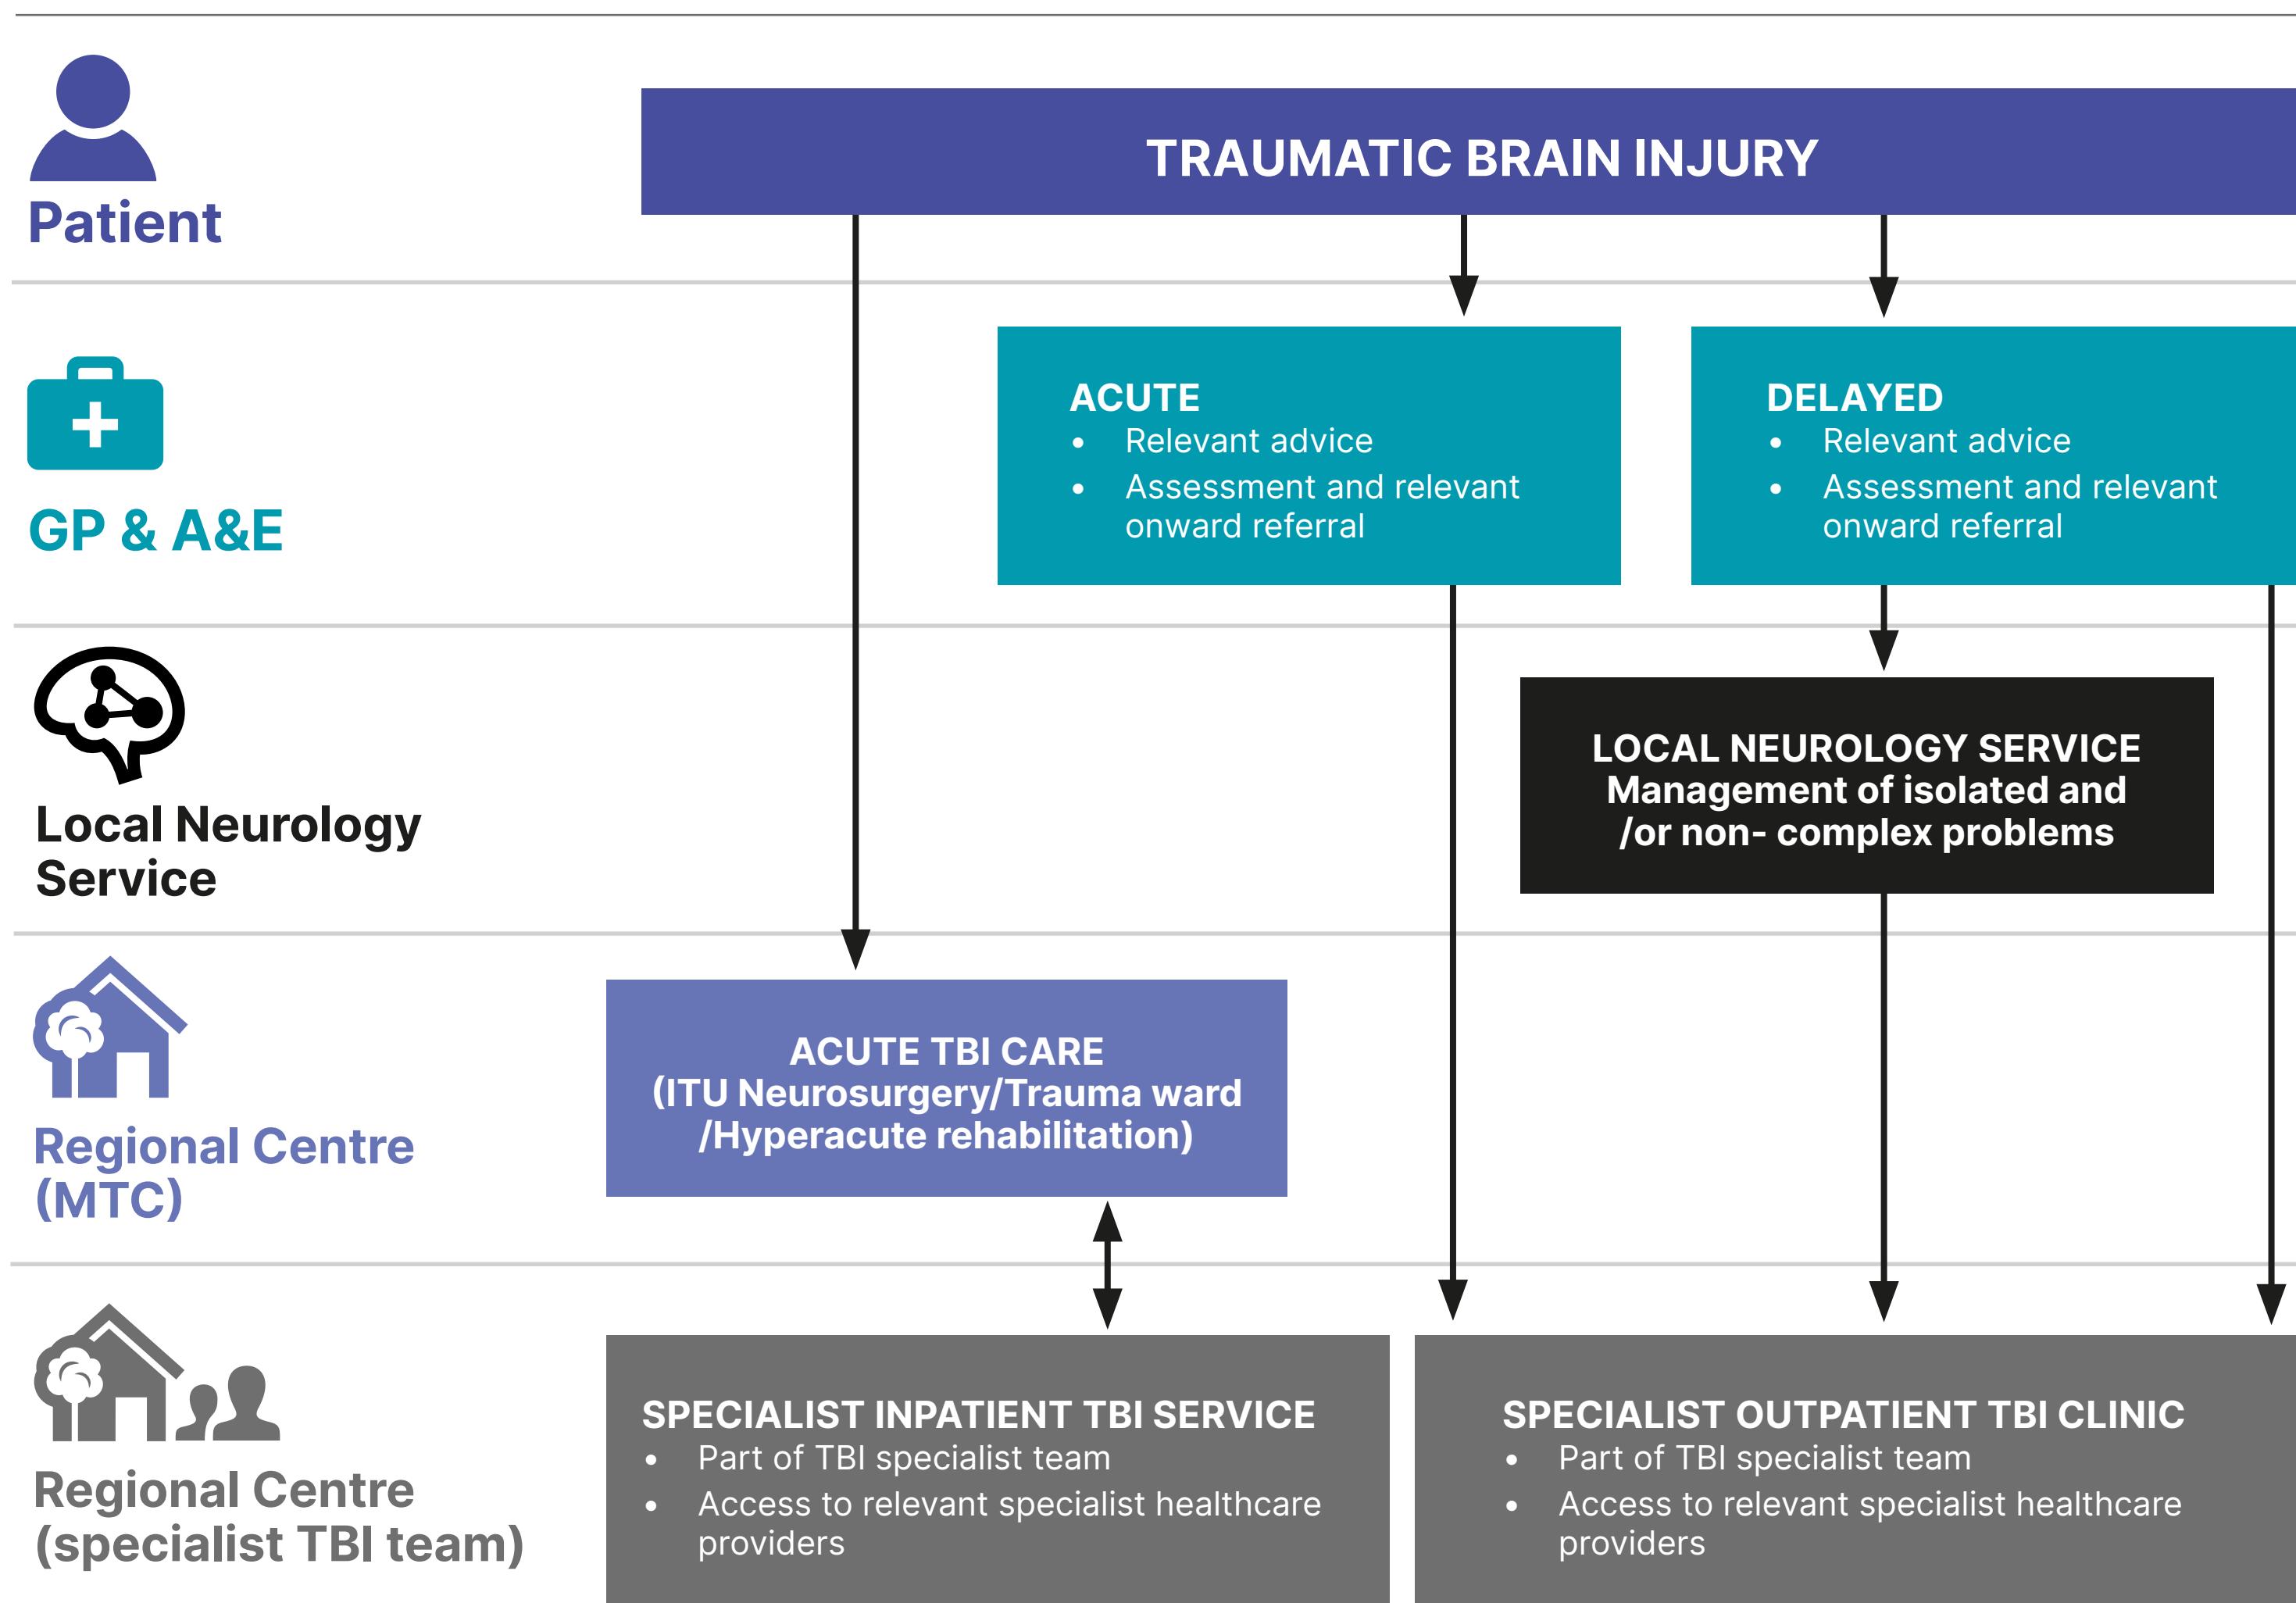 TRAUMATIC BRAIN INJURY
Patient
ACUTE
• Relevant advice
• Assessment and relevant
onward referral
DELAYED
• Relevant advice
• Assessment and relevant
onward referral
GP & A&E
LOCAL NEUROLOGY SERVICE
Management of isolated and
/or non- complex problems
Local Neurology
Service
ACUTE TBI CARE
(ITU Neurosurgery/Trauma ward
/Hyperacute rehabilitation)
Regional Centre
(MTC)
SPECIALIST INPATIENT TBI SERVICE
• Part of TBI specialist team
• Access to relevant specialist healthcare
providers
SPECIALIST OUTPATIENT TBI CLINIC
• Part of TBI specialist team
• Access to relevant specialist healthcare
providers
Regional Centre
(specialist TBI team)